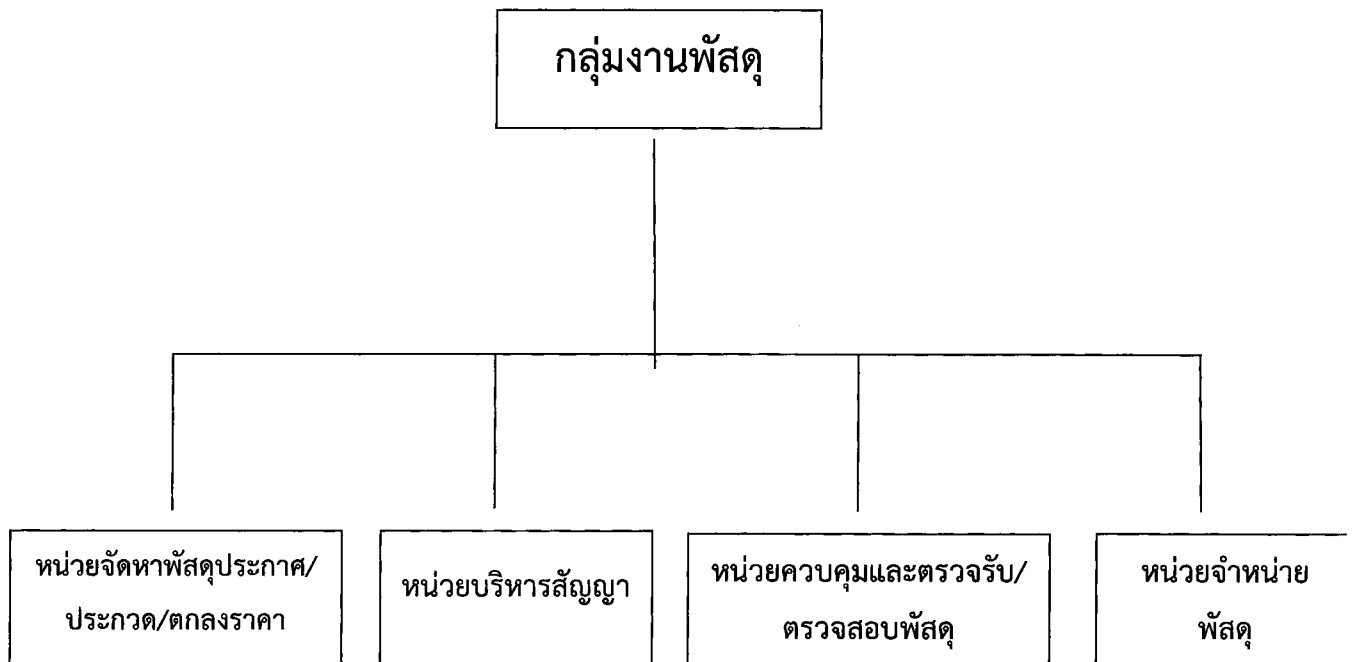 กลุ่มงานพัสดุ
หน่วยจัดหาพัสดุประกาศ/
ประกวด/ตกลงราคา
หน่วยบริหารสัญญา
หน่วยควบคุมและตรวจรับ/
ตรวจสอบพัสดุ
หน่วยจำหน่าย
พัสดุ